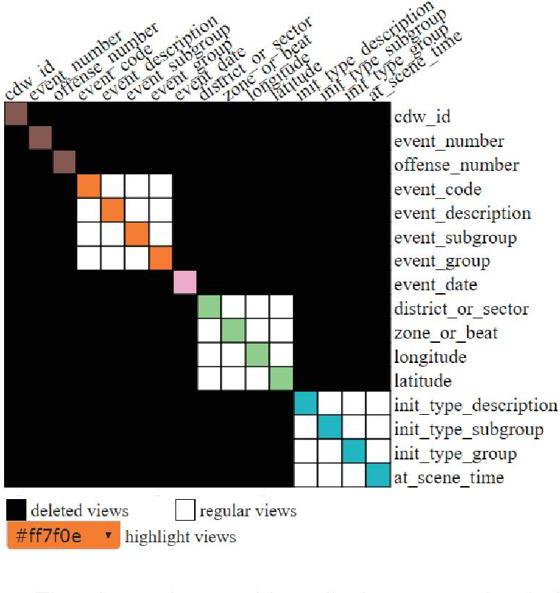 cdw_id
event_number
offense_number
event_code
event_description
event_subgroup
event_group
event_date
district_or_sector
zone_or_beat
longitude
latitude
init_type_description
init_type_subgroup
init_type_group
at_scene_time
cdw_id
event_number
offense_number
event_code
event_description
event_subgroup
event_group
event_date
district_or_sector
zone_or_beat
longitude
latitude
init_type_description
init_type_subgroup
init_type_group
at_scene_time
deleted views
regular views
#ff7f0e
highlight views